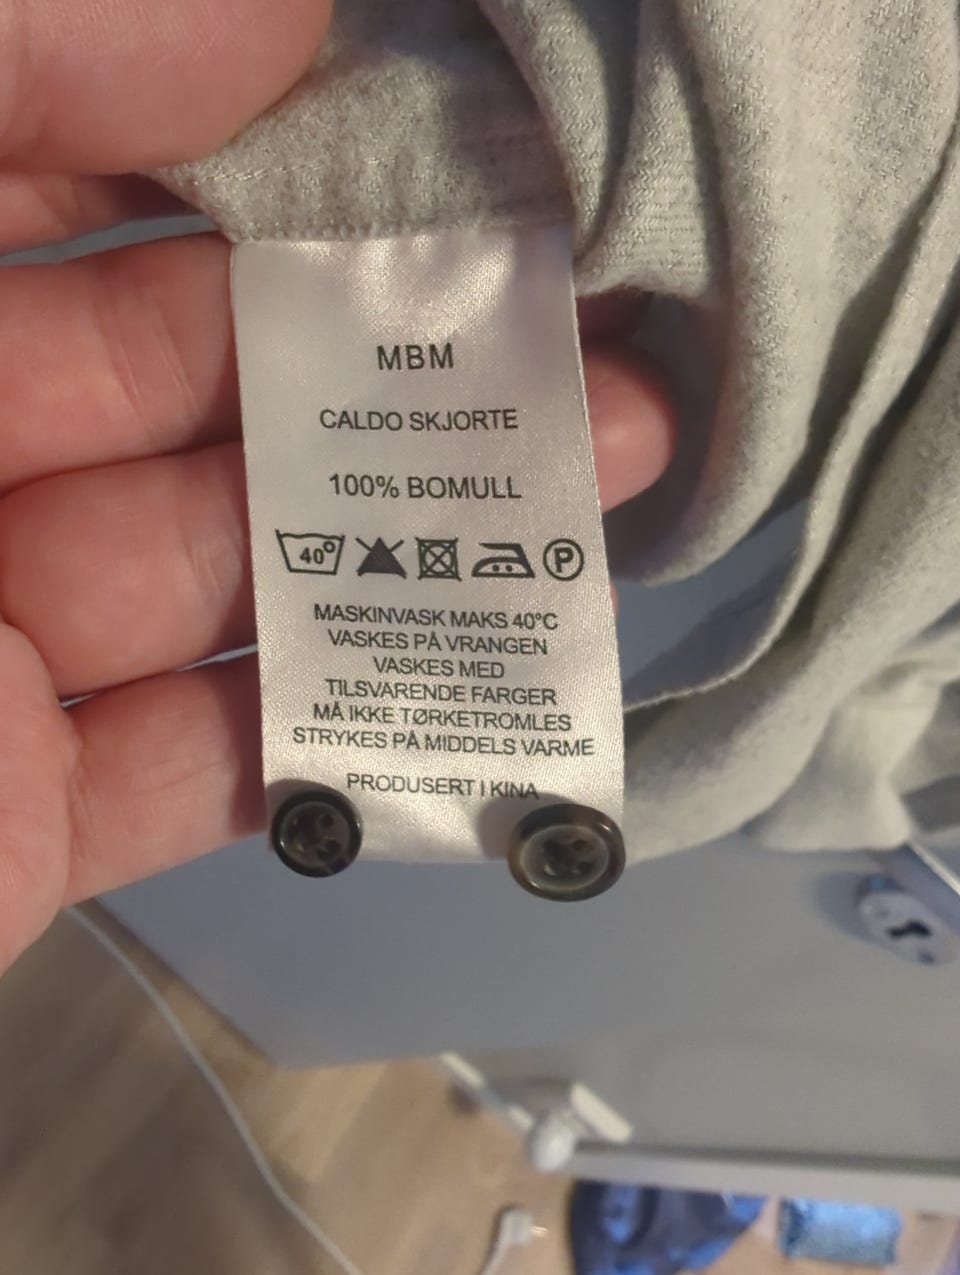 MBM
CALDO SKJORTE
100% BOMULL
40° P
MASKINVASK MAKS 40°C
VASKES PÅ VRANGEN
VASKES MED
TILSVARENDE FARGER
MÅ IKKE TØRKETROMLES
STRYKES PÅ MIDDELS VARME
PRODUSERT I KINA